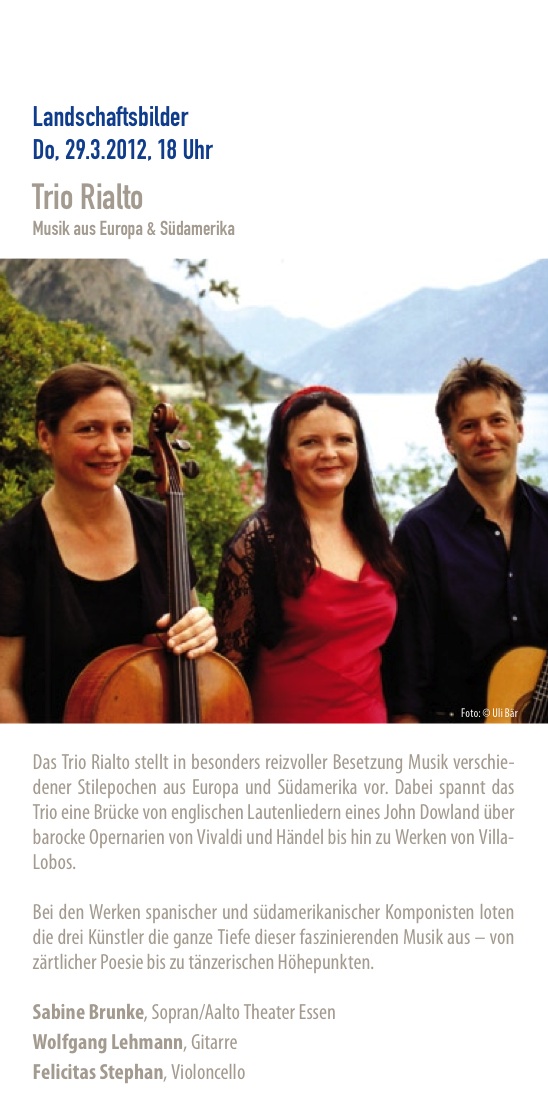 Landschaftsbilder
Do, 29.3.2012, 18 Uhr
Trio Rialto
Musik aus Europa & Südamerika
Foto: © Uli Bär
Das Trio Rialto stellt in besonders reizvoller Besetzung Musik verschie-
dener Stilepochen aus Europa und Südamerika vor. Dabei spannt das
Trio eine Brücke von englischen Lautenliedern eines John Dowland über
barocke Opernarien von Vivaldi und Händel bis hin zu Werken von Villa-
Lobos.
Bei den Werken spanischer und südamerikanischer Komponisten loten
die drei Künstler die ganze Tiefe dieser faszinierenden Musik aus – von
zärtlicher Poesie bis zu tänzerischen Höhepunkten.
Sabine Brunke, Sopran/Aalto Theater Essen
Wolfgang Lehmann, Gitarre
Felicitas Stephan, Violoncello